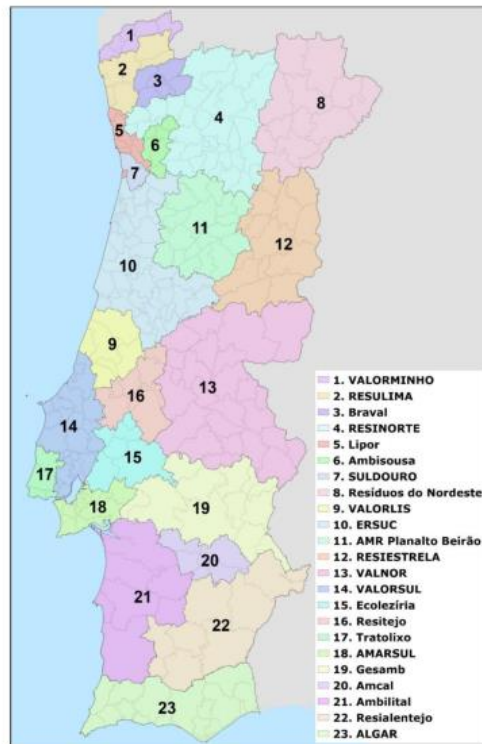 1
2
3
4
8
5
6
7
11
12
10
9
13
16
14
15
17
18
19
20
21
22
23
1. VALORMINHO
2. RESULIMA
3. Braval
4. RESINORTE
5. Lipor
6. Ambisousa
7. SULDOURO
8. Resíduos do Nordeste
9. VALORLIS
10. ERSUC
11. AMR Planalto Beirão
12. RESIESTRELA
13. VALNOR
14. VALORSUL
15. Ecolezíria
16. Resitejo
17. Tratolixo
18. AMARSUL
19. Gesamb
20. Amcal
21. Ambilital
22. Resialentejo
23. ALGAR